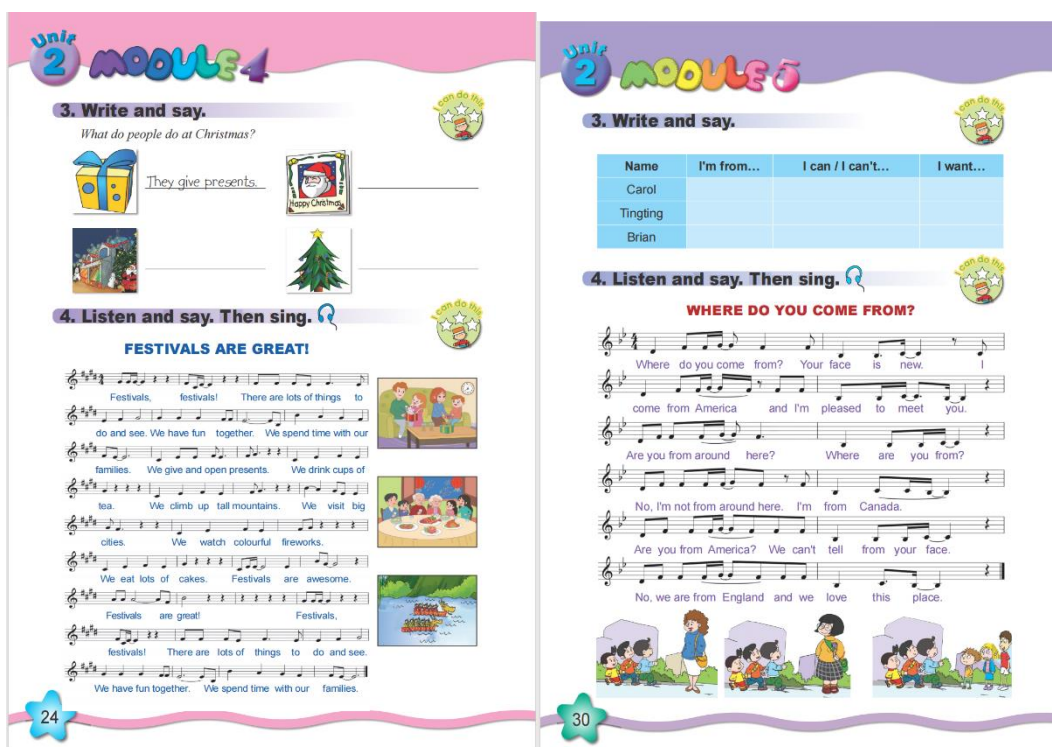 Unit
2 MODULE 4
I can do this
3. Write and say.
What do people do at Christmas?
They give presents.
Happy Christmas
I can do this
4. Listen and say. Then sing.
FESTIVALS ARE GREAT!
Festivals, festivals! There are lots of things to
do and see. We have fun together. We spend time with our
families. We give and open presents. We drink cups of
tea. We climb up tall mountains. We visit big
cities. We watch colourful fireworks.
We eat lots of cakes. Festivals are awesome.
Festivals are great! Festivals,
festivals! There are lots of things to do and see.
We have fun together. We spend time with our families.
24
Unit
2 MODULE 5
I can do this
3. Write and say.
Name I'm from... I can / I can't... I want...
Carol
Tingting
Brian
I can do this
4. Listen and say. Then sing.
WHERE DO YOU COME FROM?
Where do you come from? Your face is new. I
come from America and I'm pleased to meet you.
Are you from around here? Where are you from?
No, I'm not from around here. I'm from Canada.
Are you from America? We can't tell from your face.
No, we are from England and we love this place.
30